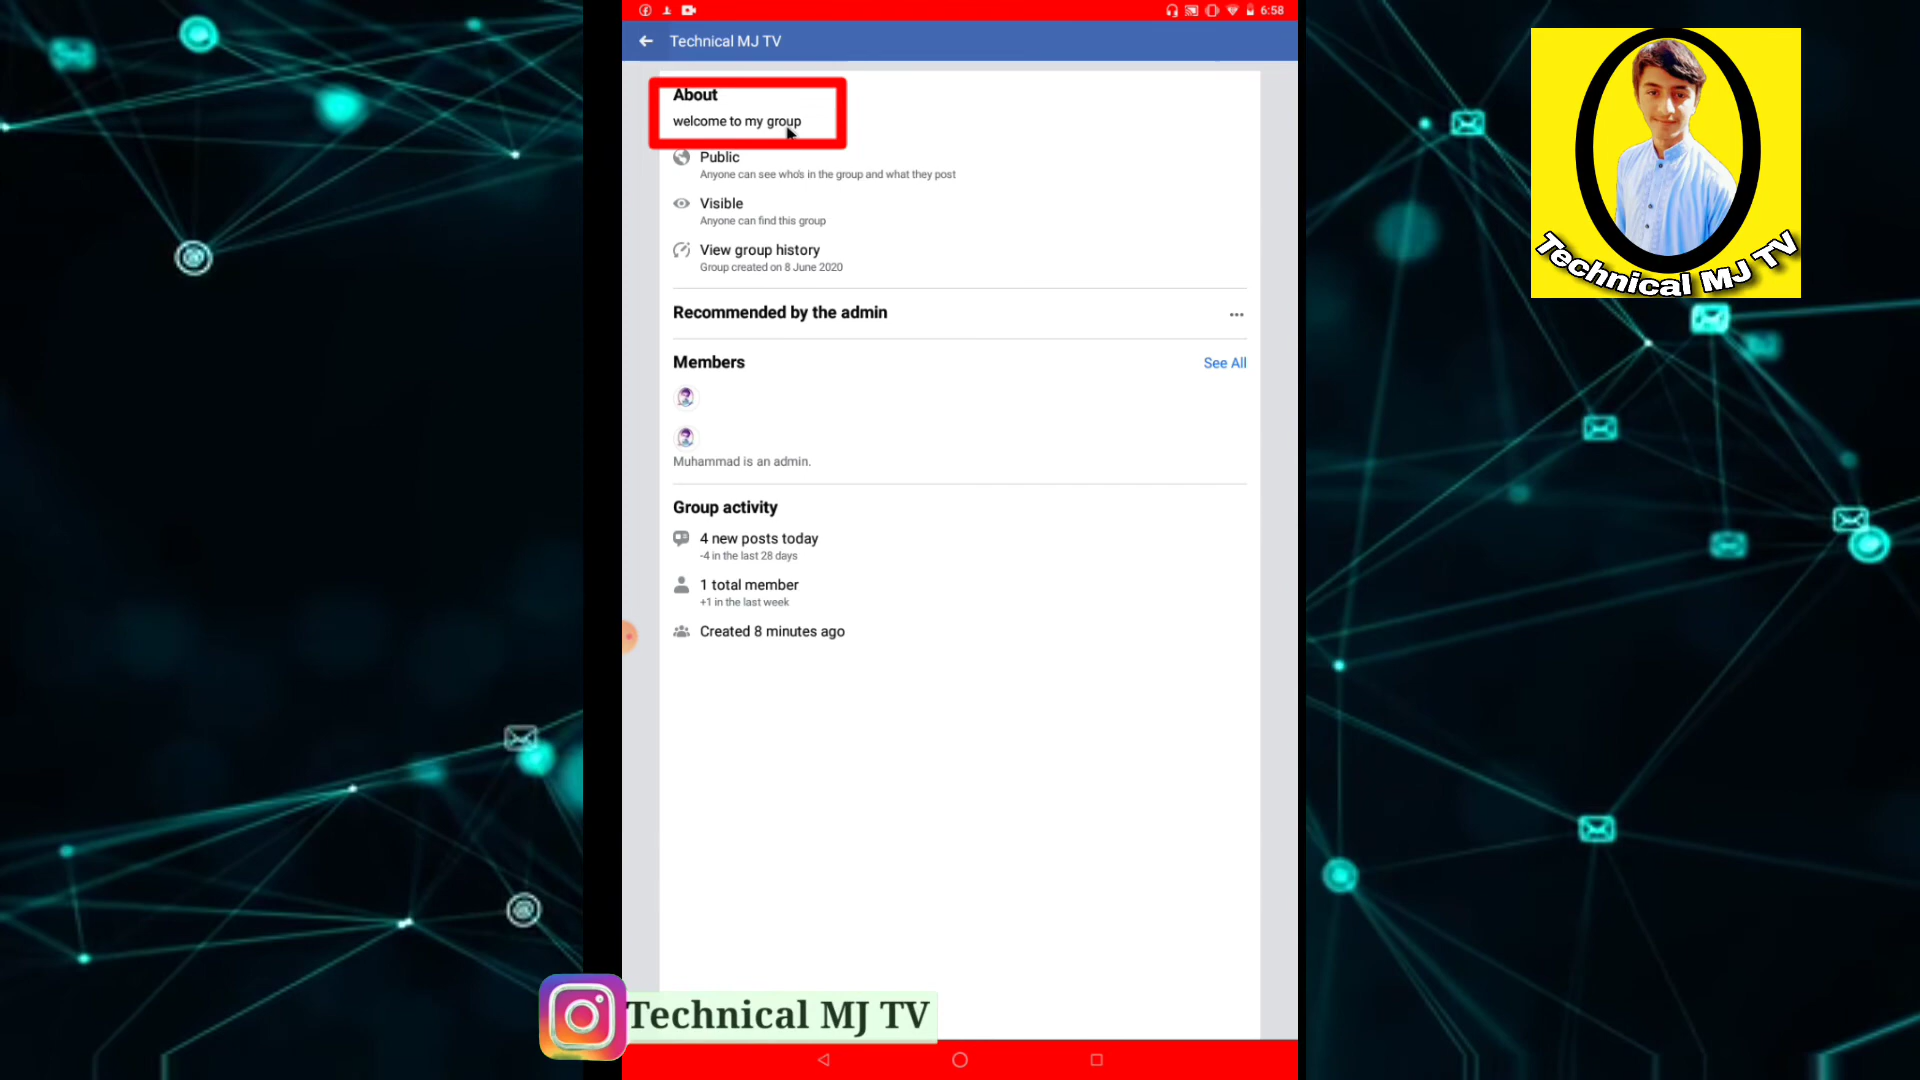 6:58
Technical MJ TV
About
welcome to my group
Public
Anyone can see who's in the group and what they post
Visible
Anyone can find this group
View group history
Group created on 8 June 2020
Recommended by the admin
Members
See All
Muhammad is an admin.
Group activity
4 new posts today
-4 in the last 28 days
1 total member
+1 in the last week
Created 8 minutes ago
Technical MJ TV
Technical MJ TV